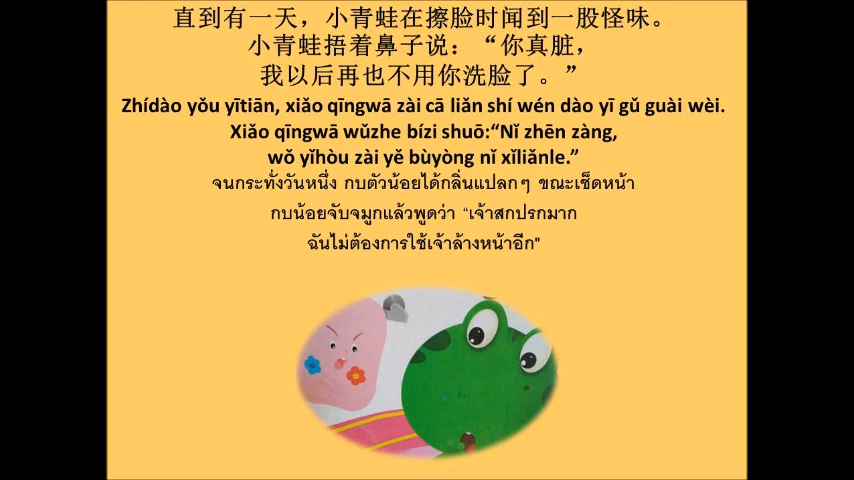 直到有一天，小青蛙在擦脸时闻到一股怪味。
小青蛙捂着鼻子说：“你真脏，
我以后再也不用你洗脸了。”
Zhídào yǒu yītiān, xiǎo qīngwā zài cā liǎn shí wén dào yī gǔ guài wèi.
Xiǎo qīngwā wǔzhe bízi shuō:“Nǐ zhēn zàng,
wǒ yǐhòu zài yě bùyòng nǐ xǐliǎnle.”
จนกระทั่งวันหนึ่ง กบตัวน้อยได้กลิ่นแปลกๆ ขณะเช็ดหน้า
กบน้อยจับจมูกแล้วพูดว่า “เจ้าสกปรกมาก
ฉันไม่ต้องการใช้เจ้าล้างหน้าอีก"